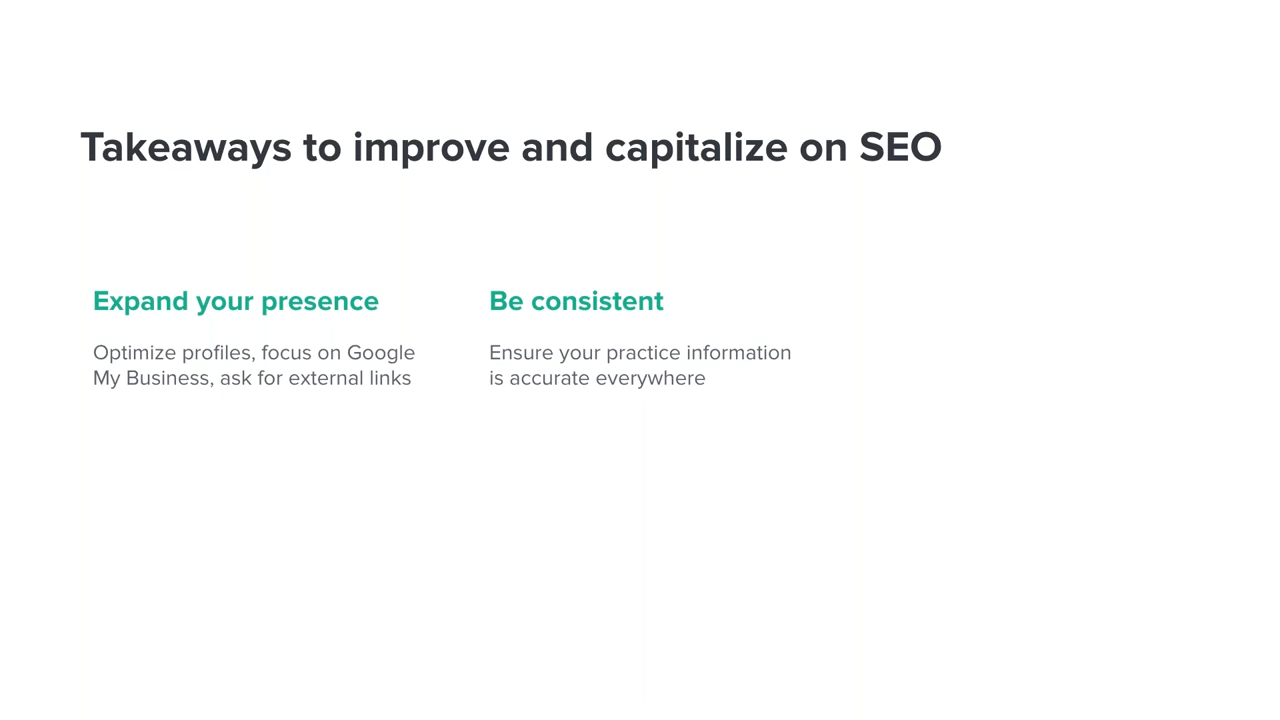 Takeaways to improve and capitalize on SEO
Expand your presence
Optimize profiles, focus on Google
My Business, ask for external links
Be consistent
Ensure your practice information
is accurate everywhere